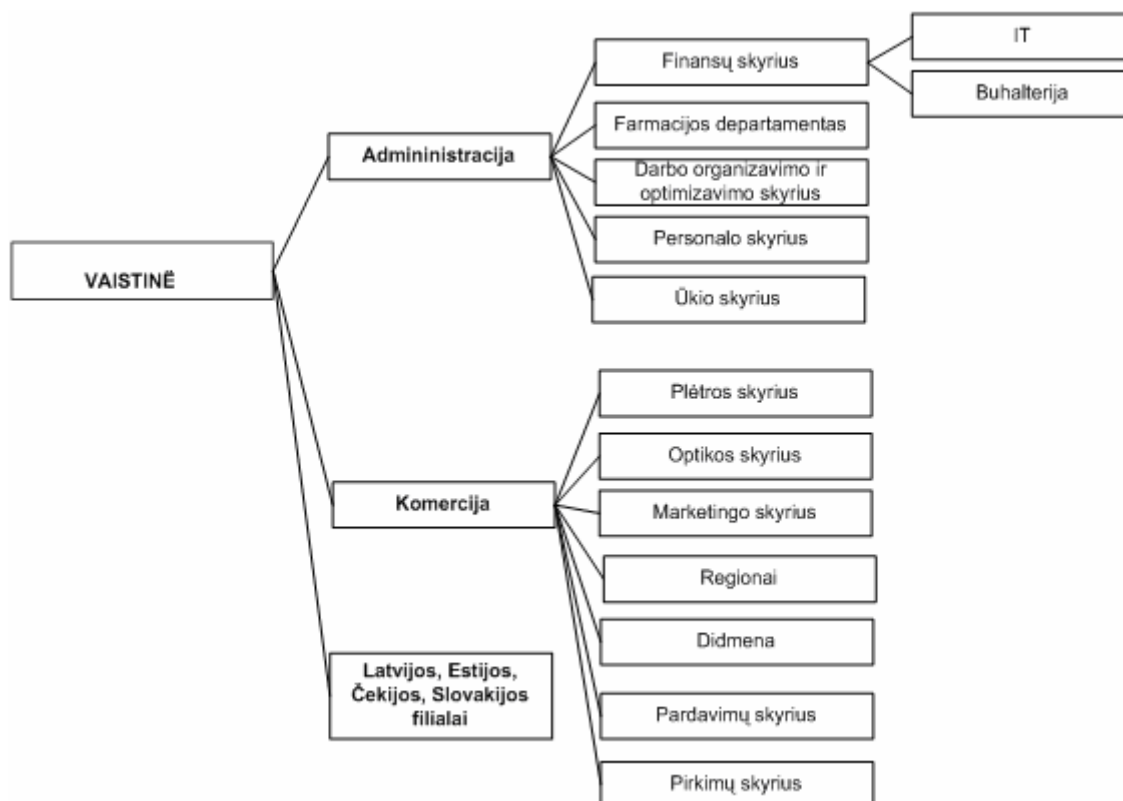 VAISTINË
Admininistracija
Finansų skyrius
IT
Buhalterija
Farmacijos departamentas
Darbo organizavimo ir
optimizavimo skyrius
Personalo skyrius
Ūkio skyrius
Komercija
Plėtros skyrius
Optikos skyrius
Marketingo skyrius
Regionai
Didmena
Pardavimų skyrius
Pirkimų skyrius
Latvijos, Estijos,
Čekijos, Slovakijos
filialai